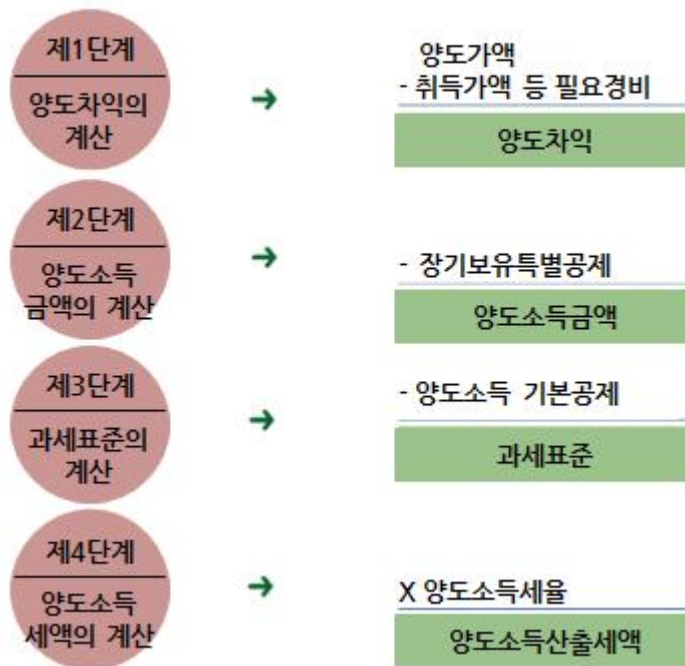 제1단계
양도차익의
계산
➔
양도가액
- 취득가액 등 필요경비
양도차익
제2단계
양도소득
금액의 계산
➔
- 장기보유특별공제
양도소득금액
제3단계
과세표준의
계산
➔
- 양도소득 기본공제
과세표준
제4단계
양도소득
세액의 계산
➔
X 양도소득세율
양도소득산출세액